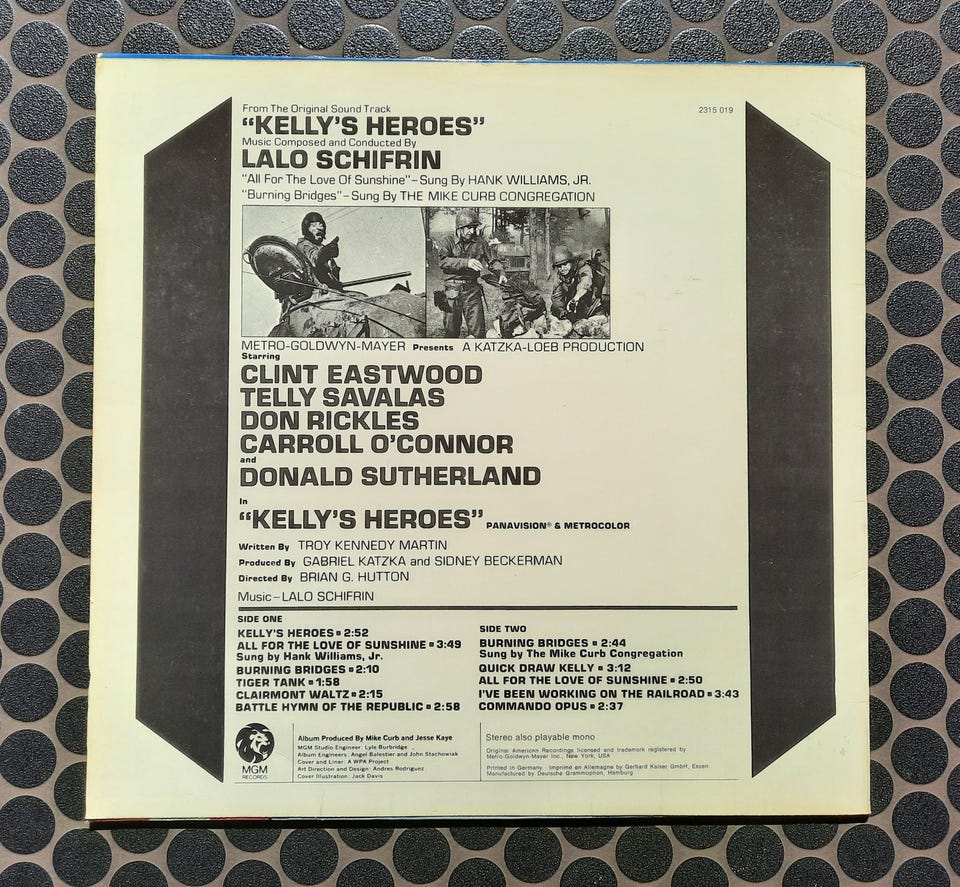 From The Original Sound Track
2315 019
“KELLY'S HEROES”
Music Composed and Conducted By
LALO SCHIFRIN
"All For The Love Of Sunshine"–Sung By HANK WILLIAMS, JR.
"Burning Bridges"–Sung By THE MIKE CURB CONGREGATION
METRO-GOLDWYN-MAYER Presents A KATZKA-LOEB PRODUCTION
Starring
CLINT EASTWOOD
TELLY SAVALAS
DON RICKLES
CARROLL O'CONNOR
and
DONALD SUTHERLAND
In
“KELLY'S HEROES” PANAVISION® & METROCOLOR
Written By TROY KENNEDY MARTIN
Produced By GABRIEL KATZKA and SIDNEY BECKERMAN
Directed By BRIAN G. HUTTON
Music–LALO SCHIFRIN
SIDE ONE
KELLY'S HEROES ▪ 2:52
ALL FOR THE LOVE OF SUNSHINE ▪ 3:49
Sung by Hank Williams, Jr.
BURNING BRIDGES ▪ 2:10
TIGER TANK ▪ 1:58
CLAIRMONT WALTZ ▪ 2:15
BATTLE HYMN OF THE REPUBLIC ▪ 2:58
SIDE TWO
BURNING BRIDGES ▪ 2:44
Sung by The Mike Curb Congregation
QUICK DRAW KELLY ▪ 3:12
ALL FOR THE LOVE OF SUNSHINE ▪ 2:50
I'VE BEEN WORKING ON THE RAILROAD ▪ 3:43
COMMANDO OPUS ▪ 2:37
MGM
RECORDS
Album Produced By Mike Curb and Jesse Kaye
MGM Studio Engineer: Lyle Burbridge
Album Engineers: Angel Balestier and John Stachowiak
Cover and Liner: A WPA Project
Art Direction and Design: Andres Rodriguez
Cover Illustration: Jack Davis
Stereo also playable mono
Original American Recordings licensed and trademark registered by
Metro-Goldwyn-Mayer Inc., New York, USA
Printed in Germany · Imprimé en Allemagne by Gerhard Kaiser GmbH, Essen
Manufactured by Deutsche Grammophon, Hamburg